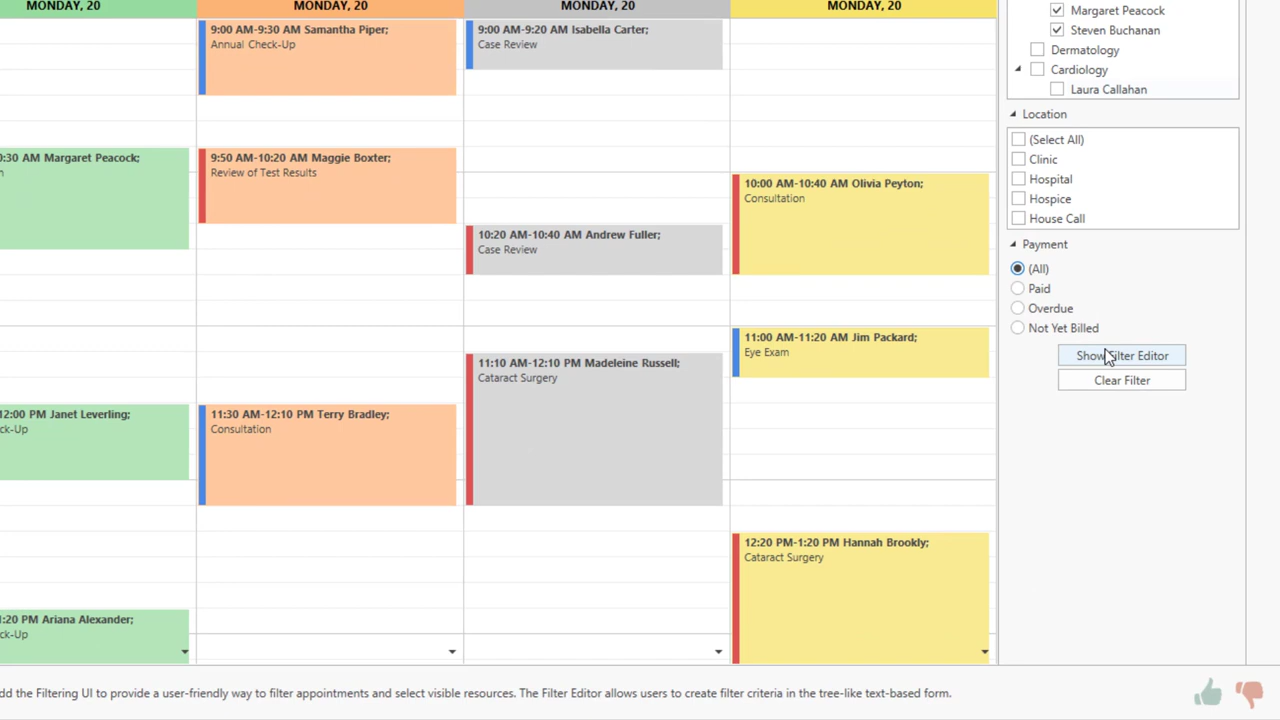 MONDAY, 20
MONDAY, 20
MONDAY, 20
MONDAY, 20
:30 AM Margaret Peacock;
n
12:00 PM Janet Leverling;
ck-Up
1:20 PM Ariana Alexander;
ck-Up
9:00 AM-9:30 AM Samantha Piper;
Annual Check-Up
9:50 AM-10:20 AM Maggie Boxter;
Review of Test Results
11:30 AM-12:10 PM Terry Bradley;
Consultation
9:00 AM-9:20 AM Isabella Carter;
Case Review
10:20 AM-10:40 AM Andrew Fuller;
Case Review
11:10 AM-12:10 PM Madeleine Russell;
Cataract Surgery
10:00 AM-10:40 AM Olivia Peyton;
Consultation
11:00 AM-11:20 AM Jim Packard;
Eye Exam
12:20 PM-1:20 PM Hannah Brookly;
Cataract Surgery
Margaret Peacock
Steven Buchanan
Dermatology
Cardiology
Laura Callahan
Location
(Select All)
Clinic
Hospital
Hospice
House Call
Payment
(All)
Paid
Overdue
Not Yet Billed
Show Filter Editor
Clear Filter
dd the Filtering UI to provide a user-friendly way to filter appointments and select visible resources. The Filter Editor allows users to create filter criteria in the tree-like text-based form.